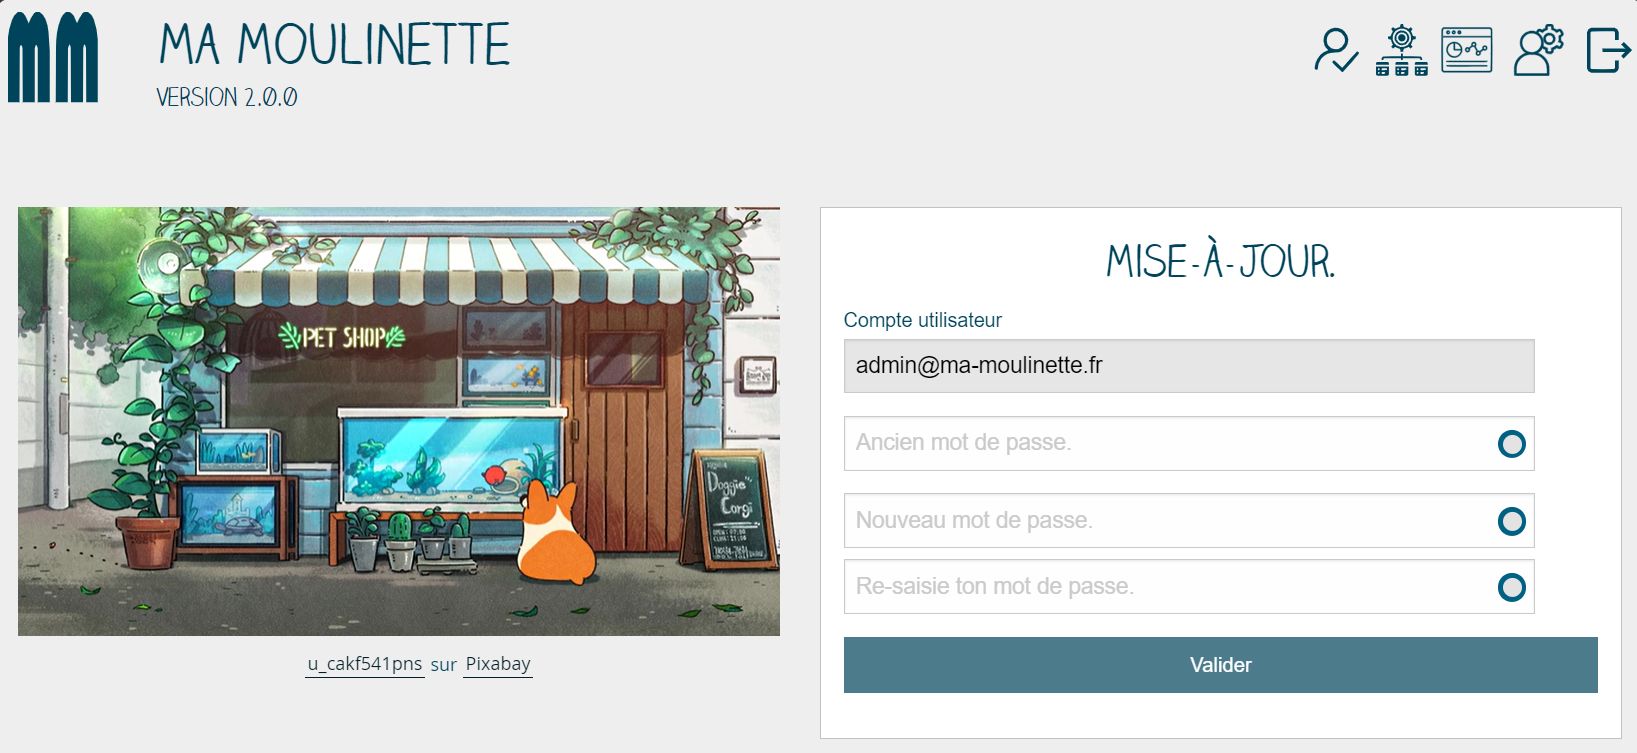 MA MOULINETTE
VERSION 2.0.0
PET SHOP
Doggie
Corgi
MISE-À-JOUR.
Compte utilisateur
admin@ma-moulinette.fr
Ancien mot de passe.
Nouveau mot de passe.
Re-saisie ton mot de passe.
Valider
u_cakf541pns sur Pixabay